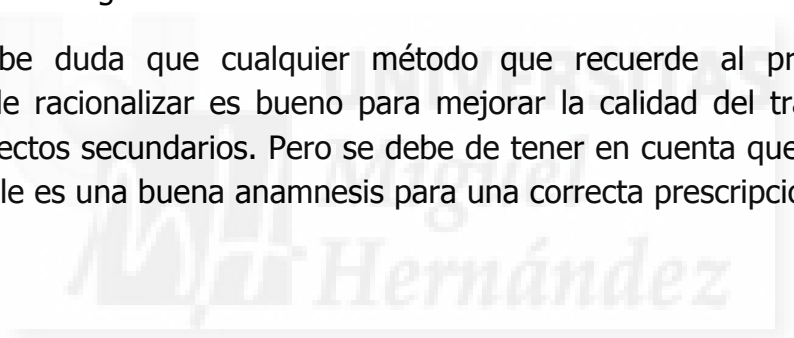 be duda que cualquier método que recuerde al pr
le racionalizar es bueno para mejorar la calidad del tra
ectos secundarios. Pero se debe de tener en cuenta que
le es una buena anamnesis para una correcta prescripció
UNIVERSITAS
Miguel
Hernández